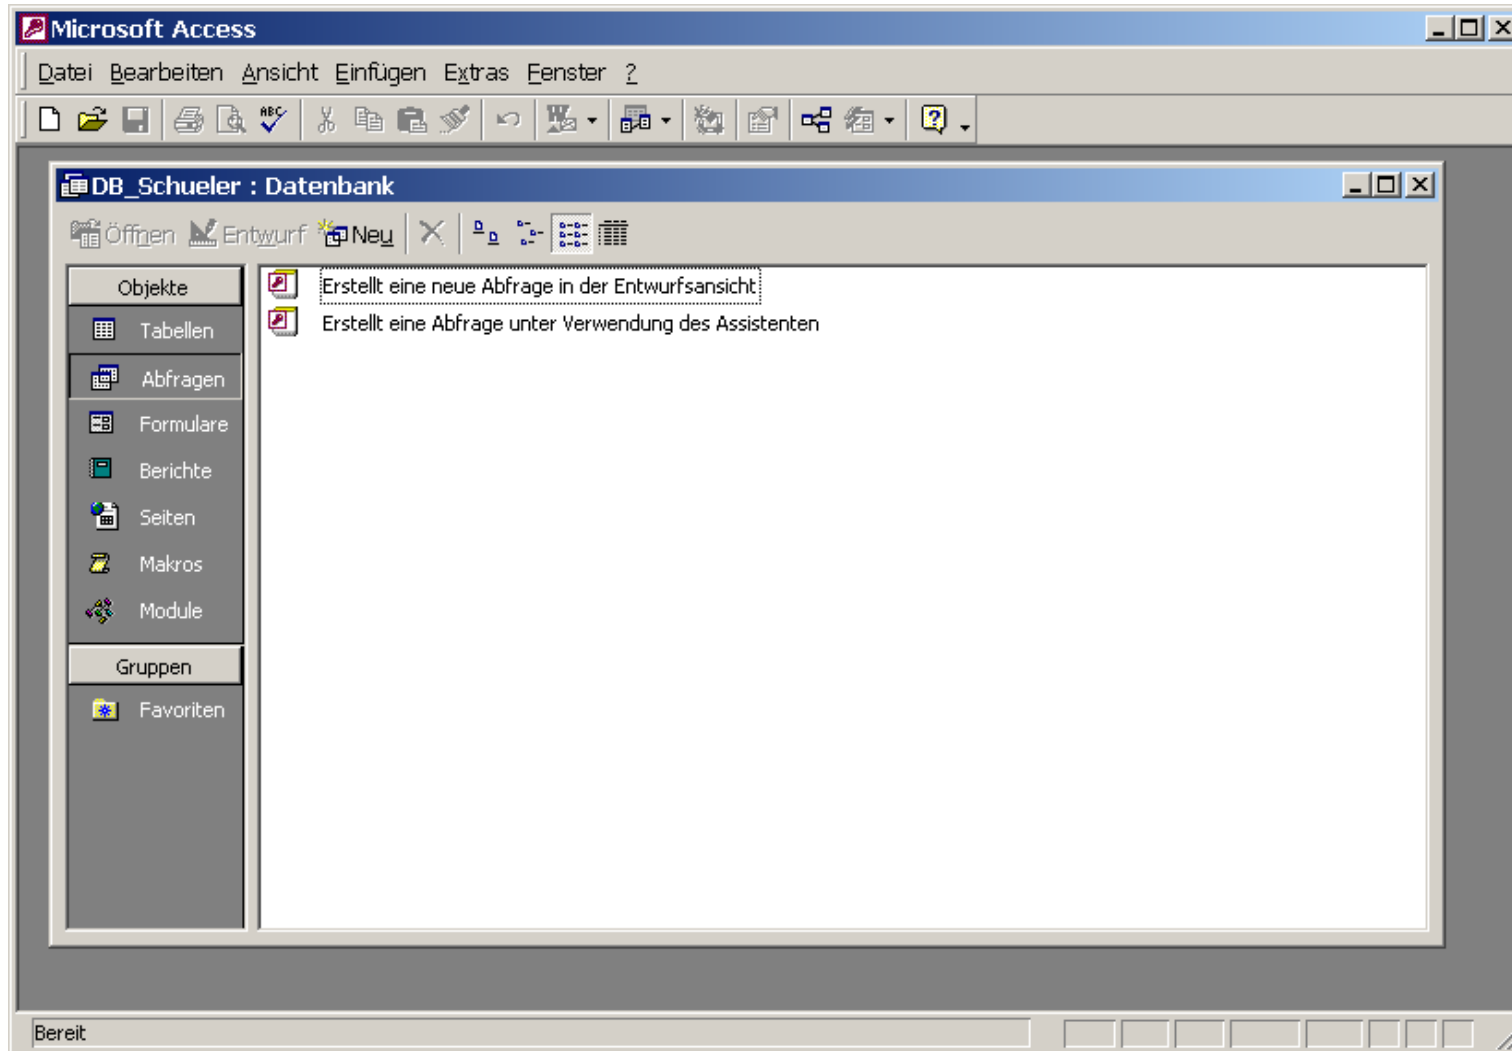 Microsoft Access
Datei Bearbeiten Ansicht Einfügen Extras Fenster ?
ABC
DB_Schueler : Datenbank
Öffnen Entwurf Neu
Objekte
Tabellen
Abfragen
Formulare
Berichte
Seiten
Makros
Module
Gruppen
Favoriten
Erstellt eine neue Abfrage in der Entwurfsansicht
Erstellt eine Abfrage unter Verwendung des Assistenten
Bereit